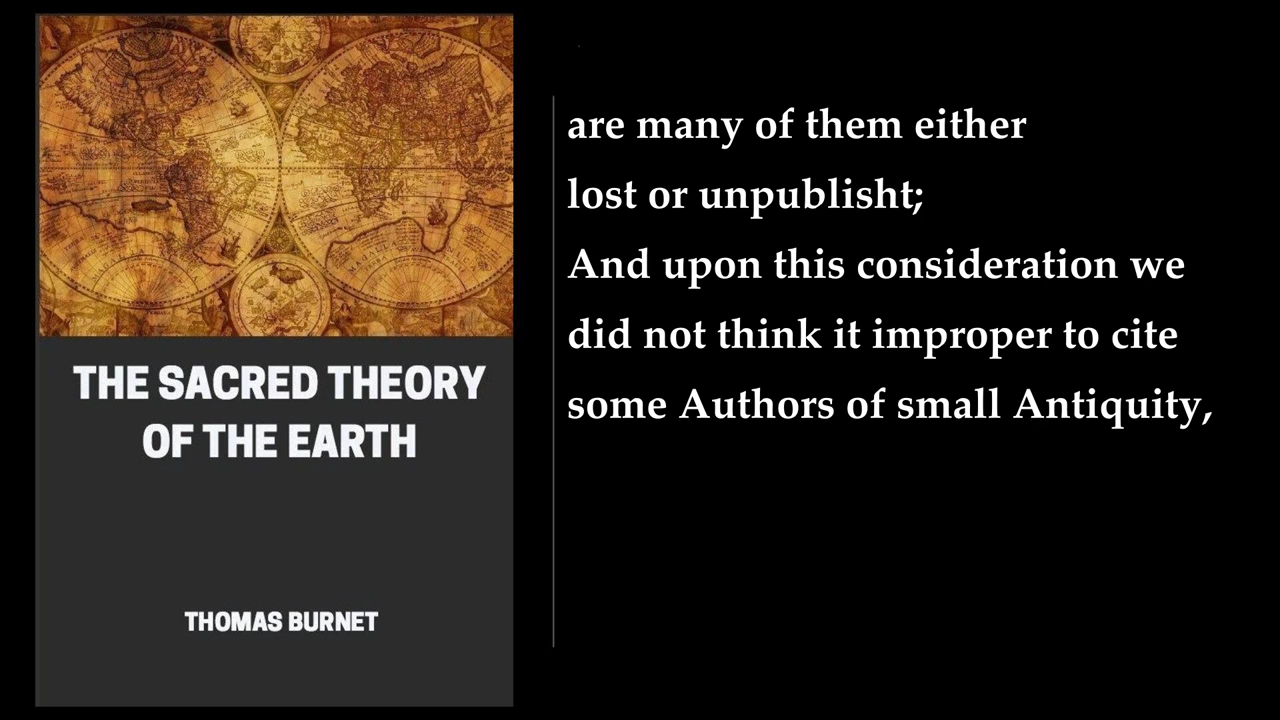 THE SACRED THEORY
OF THE EARTH
THOMAS BURNET
are many of them either
lost or unpublisht;
And upon this consideration we
did not think it improper to cite
some Authors of small Antiquity,